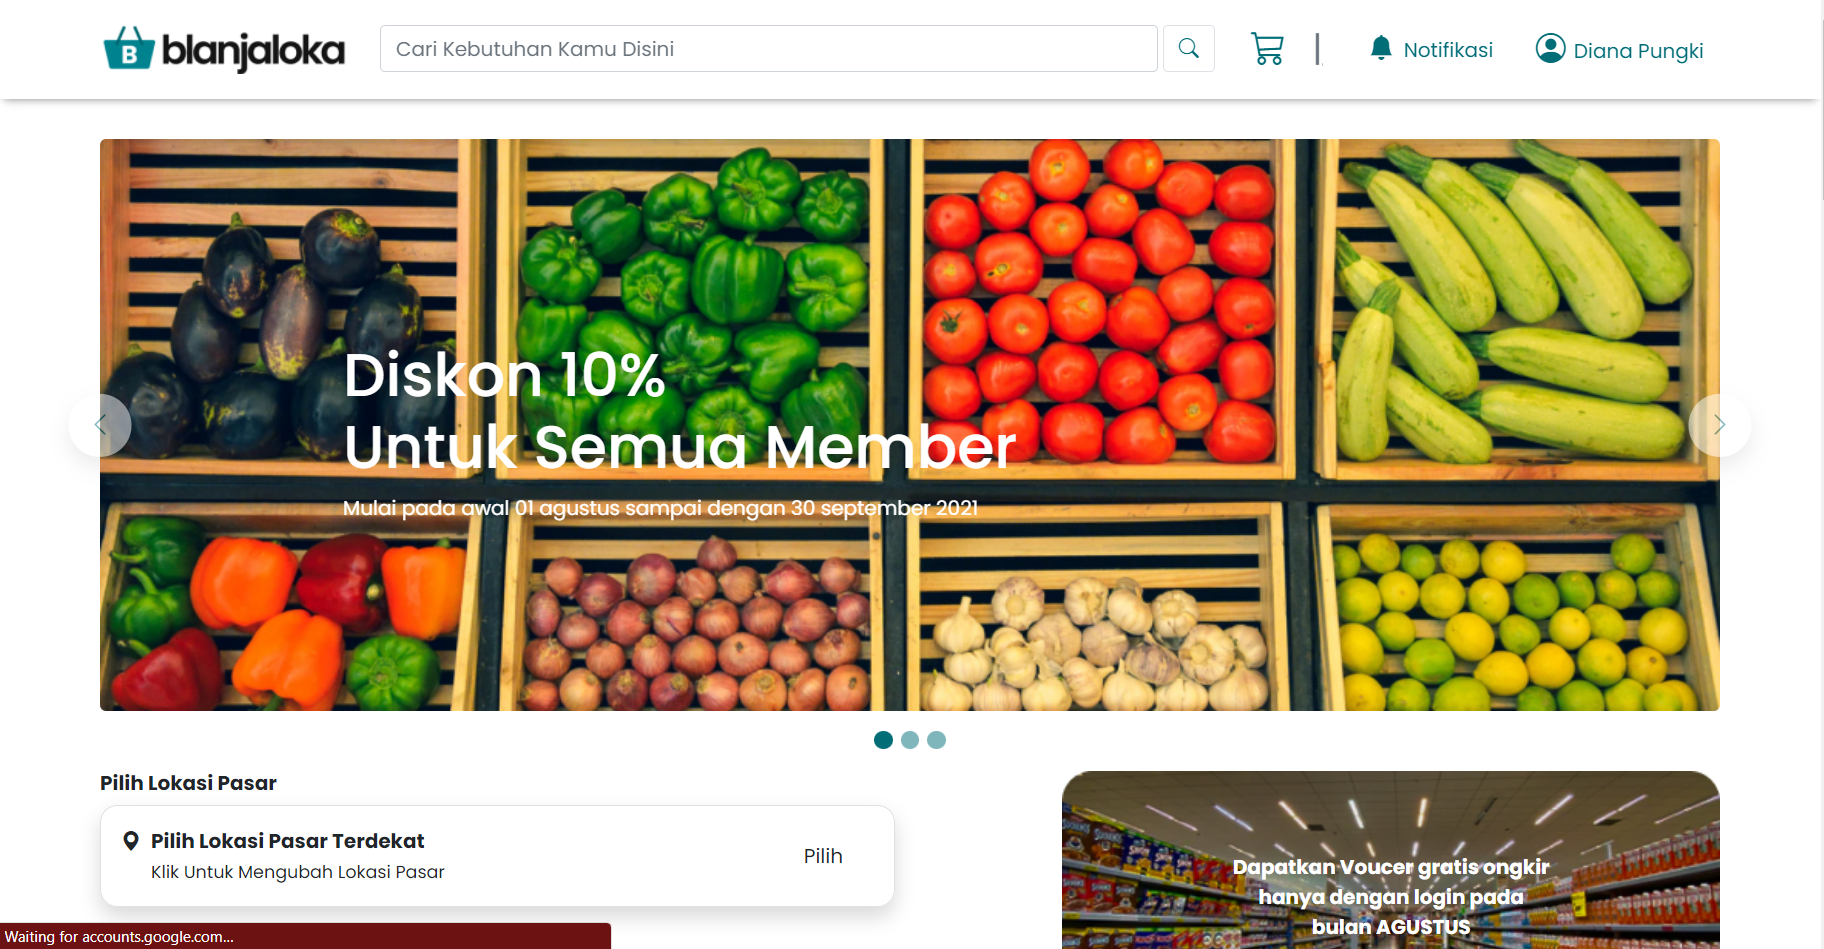 B blanjaloka
Cari Kebutuhan Kamu Disini
Notifikasi
Diana Pungki
Diskon 10%
Untuk Semua Member
Mulai pada awal 01 agustus sampai dengan 30 september 2021
Pilih Lokasi Pasar
Pilih Lokasi Pasar Terdekat
Klik Untuk Mengubah Lokasi Pasar
Pilih
Dapatkan Voucer gratis ongkir
hanya dengan login pada
bulan AGUSTUS
Waiting for accounts.google.com...